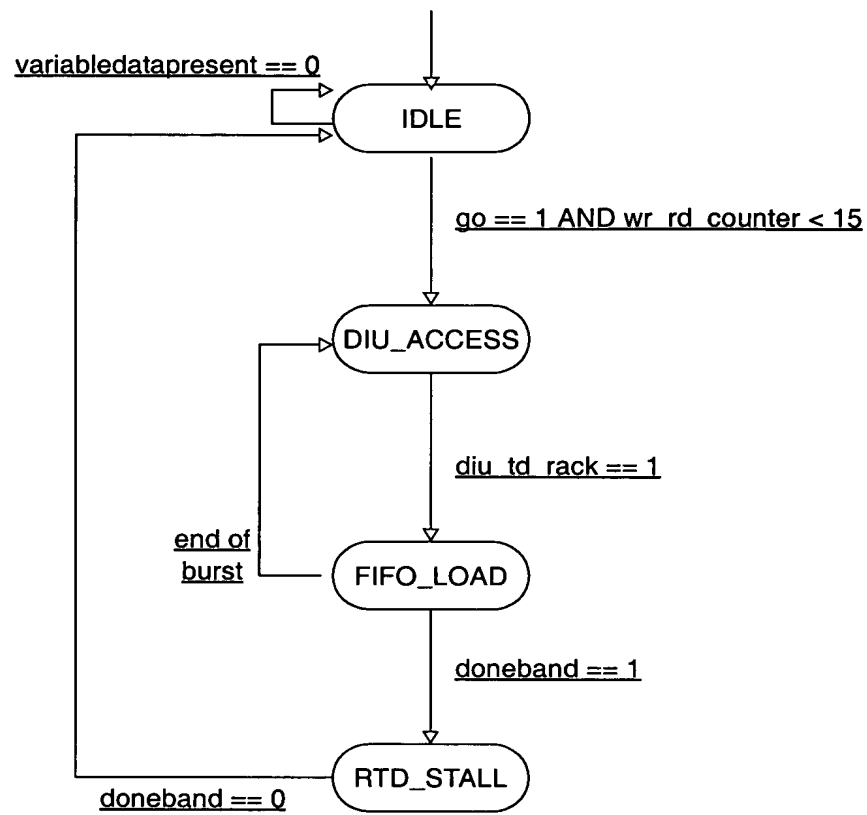 variabledatapresent == 0
IDLE
go == 1 AND wr_rd_counter < 15
DIU_ACCESS
diu_td_rack == 1
end of
burst
FIFO_LOAD
doneband == 1
RTD_STALL
doneband == 0